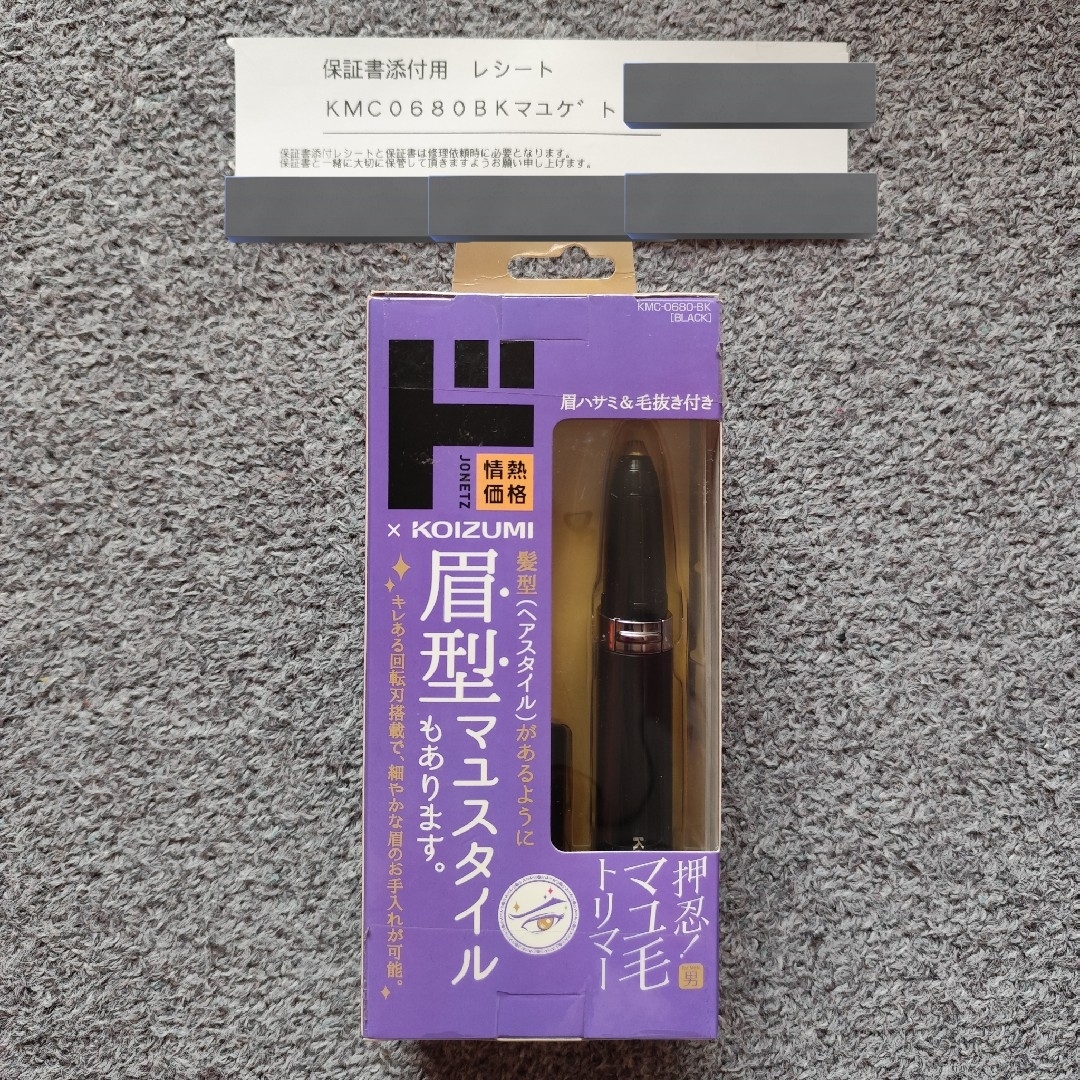 保証書添付用 レシート
KMC0680BKマユゲト
保証書添付レシートと保証書は修理依頼時に必要となります。
保証書と一緒に大切に保管して頂きますようお願い申し上げます。
KMC-0680-BK
[BLACK]
眉ハサミ&毛抜き付き
ド
JONETZ
情熱
価格
× KOIZUMI
髪型(ヘアスタイル)があるように
眉型マユスタイル
もあります。
キレある回転刃搭載で、細やかな眉のお手入れが可能。
K
押忍!
マユ毛
トリマー
男